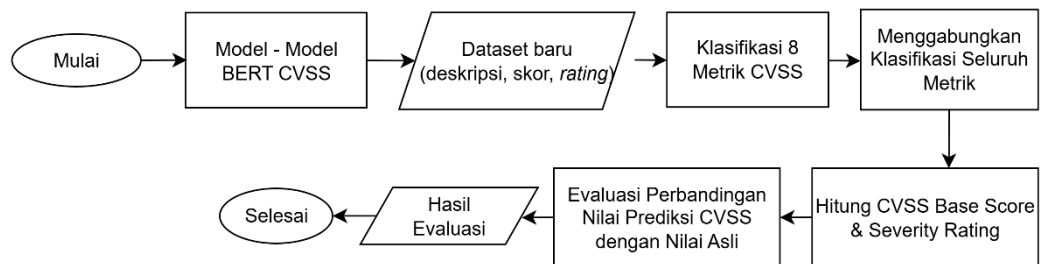 Mulai
Model - Model
BERT CVSS
Dataset baru
(deskripsi, skor, rating)
Klasifikasi 8
Metrik CVSS
Menggabungkan
Klasifikasi Seluruh
Metrik
Hitung CVSS Base Score
& Severity Rating
Evaluasi Perbandingan
Nilai Prediksi CVSS
dengan Nilai Asli
Hasil
Evaluasi
Selesai